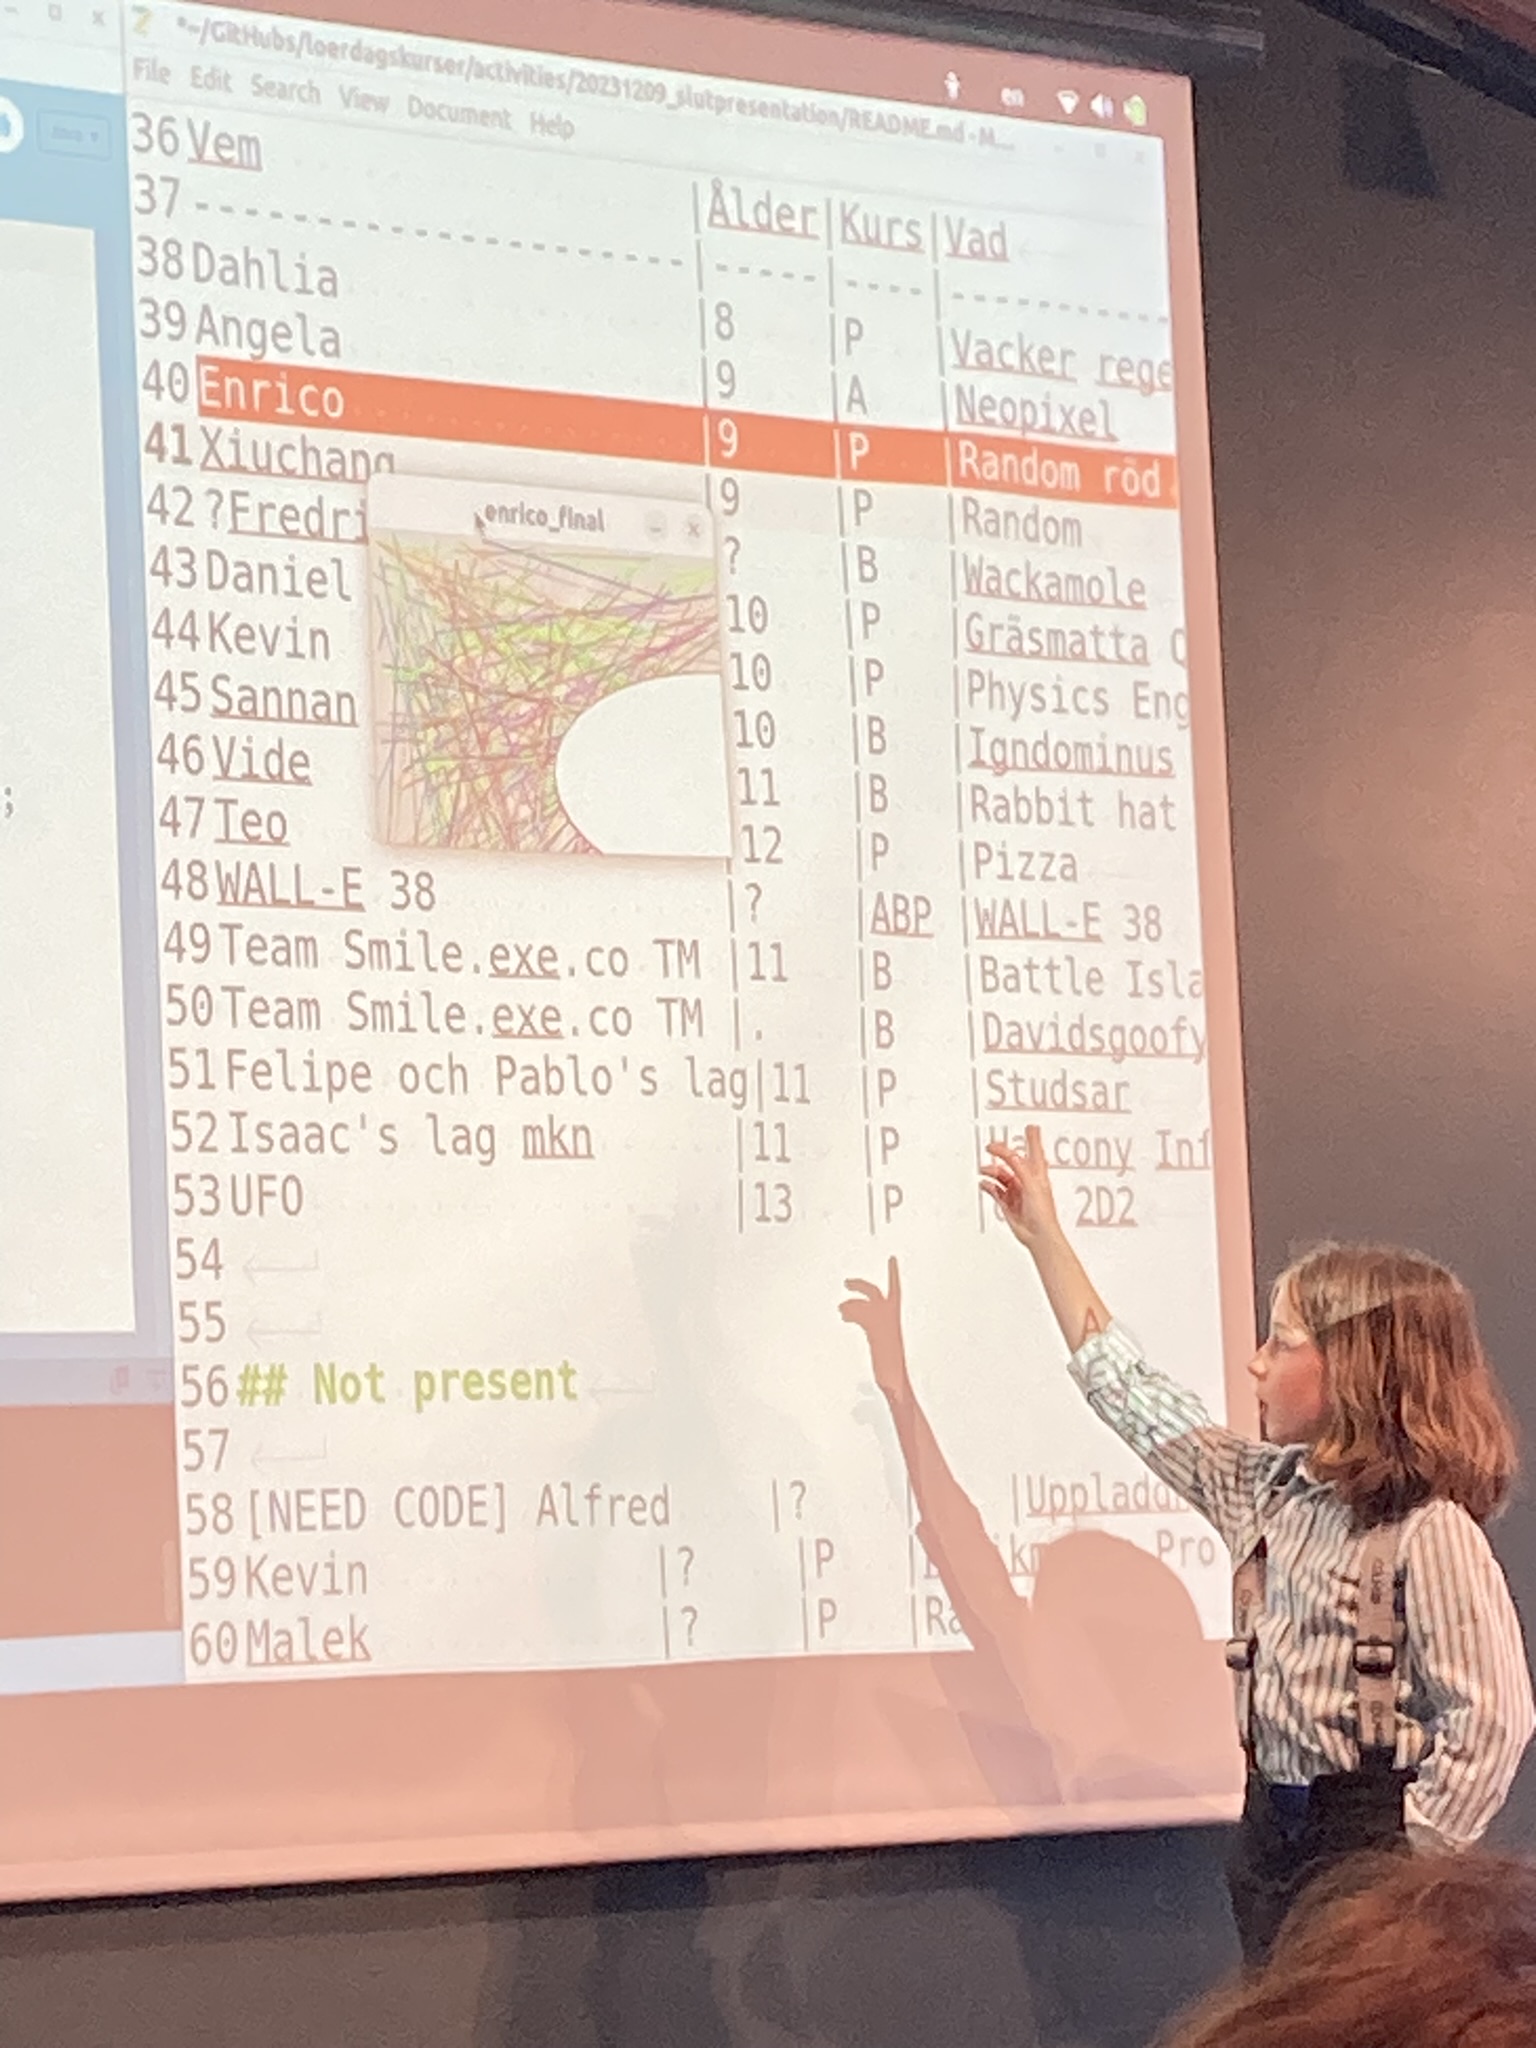 *~/GitHubs/loerdagskurser/activities/20231209_slutpresentation/README.md - M...
en
File Edit Search View Document Help
36 Vem |Ålder|Kurs|Vad
37 --------------------|-----|----|----------
38 Dahlia |8 |P |Vacker rege
39 Angela |9 |A |Neopixel
40 Enrico |9 |P |Random röd
41 Xiuchang |9 |P |Random
42 ?Fredri ? |B |Wackamole
43 Daniel 10 |P |Gräsmatta
44 Kevin 10 |P |Physics Eng
45 Sannan 10 |B |Igndominus
46 Vide 11 |B |Rabbit hat
47 Teo 12 |P |Pizza
48 WALL-E 38 |? |ABP |WALL-E 38
49 Team Smile.exe.co TM |11 |B |Battle Isla
50 Team Smile.exe.co TM |. |B |Davidsgoofy
51 Felipe och Pablo's lag|11 |P |Studsar
52 Isaac's lag mkn |11 |P | cony Inf
53 UFO |13 |P | 2D2
54
55
56 ## Not present
57
58 [NEED CODE] Alfred |? | |Uppladd
59 Kevin |? |P | Pro
60 Malek |? |P |Ra
enrico_final
;